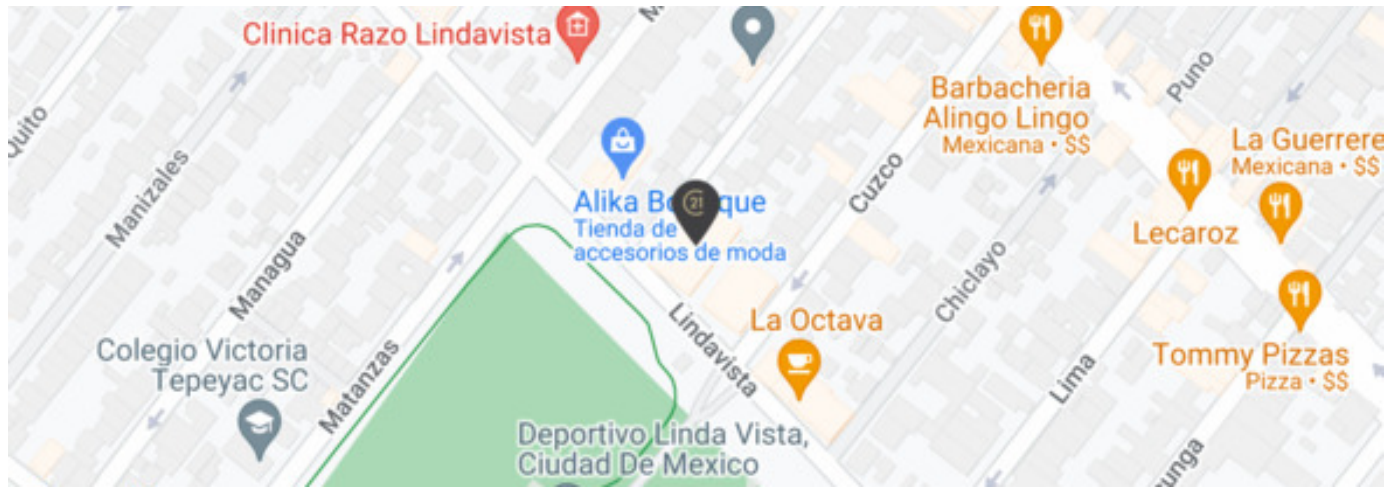 Clinica Razo Lindavista
Barbacheria
Alingo Lingo
Mexicana • $$
Puno
La Guerrere
Mexicana • $$
Quito
Manizales
Alika
Tienda de
accesorios de moda
21
Cuzco
Lecaroz
Managua
Chiclayo
Lindavista
La Octava
Colegio Victoria
Tepeyac SC
Matanzas
Lima
Tommy Pizzas
Pizza • $$
Deportivo Linda Vista,
Ciudad De Mexico
unga